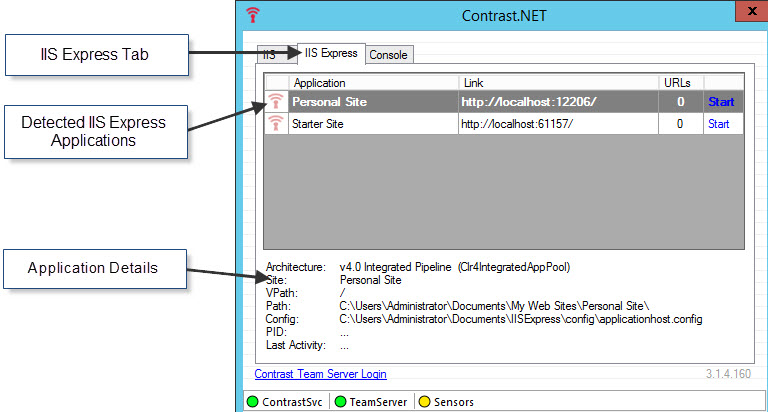 Contrast.NET
x
IIS Express Tab
IIS
IIS Express
Console
Application Link URLs
Personal Site http://localhost:12206/ 0 Start
Starter Site http://localhost:61157/ 0 Start
Detected IIS Express
Applications
Application Details
Architecture: v4.0 Integrated Pipeline (Clr4IntegratedAppPool)
Site: Personal Site
VPath: /
Path: C:\Users\Administrator\Documents\My Web Sites\Personal Site\
Config: C:\Users\Administrator\Documents\IISExpress\config\applicationhost.config
PID: ...
Last Activity: ...
Contrast Team Server Login 3.1.4.160
ContrastSvc TeamServer Sensors